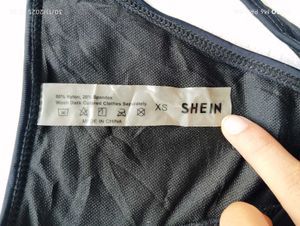 80% Nylon, 20% Spandex
Wash Dark Colored Clothes Separately
XS SHEIN
MADE IN CHINA